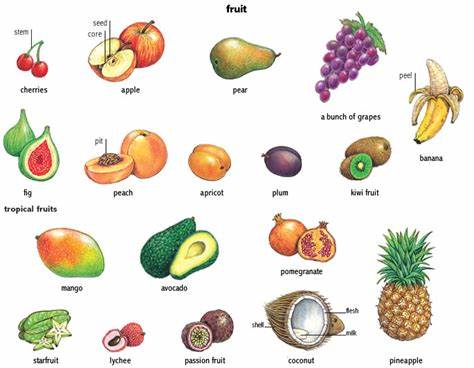 fruit
stem
seed
core
peel
cherries
apple
pear
a bunch of grapes
banana
pit
fig
peach
apricot
plum
kiwi fruit
tropical fruits
mango
avocado
pomegranate
shell
flesh
milk
starfruit
lychee
passion fruit
coconut
pineapple